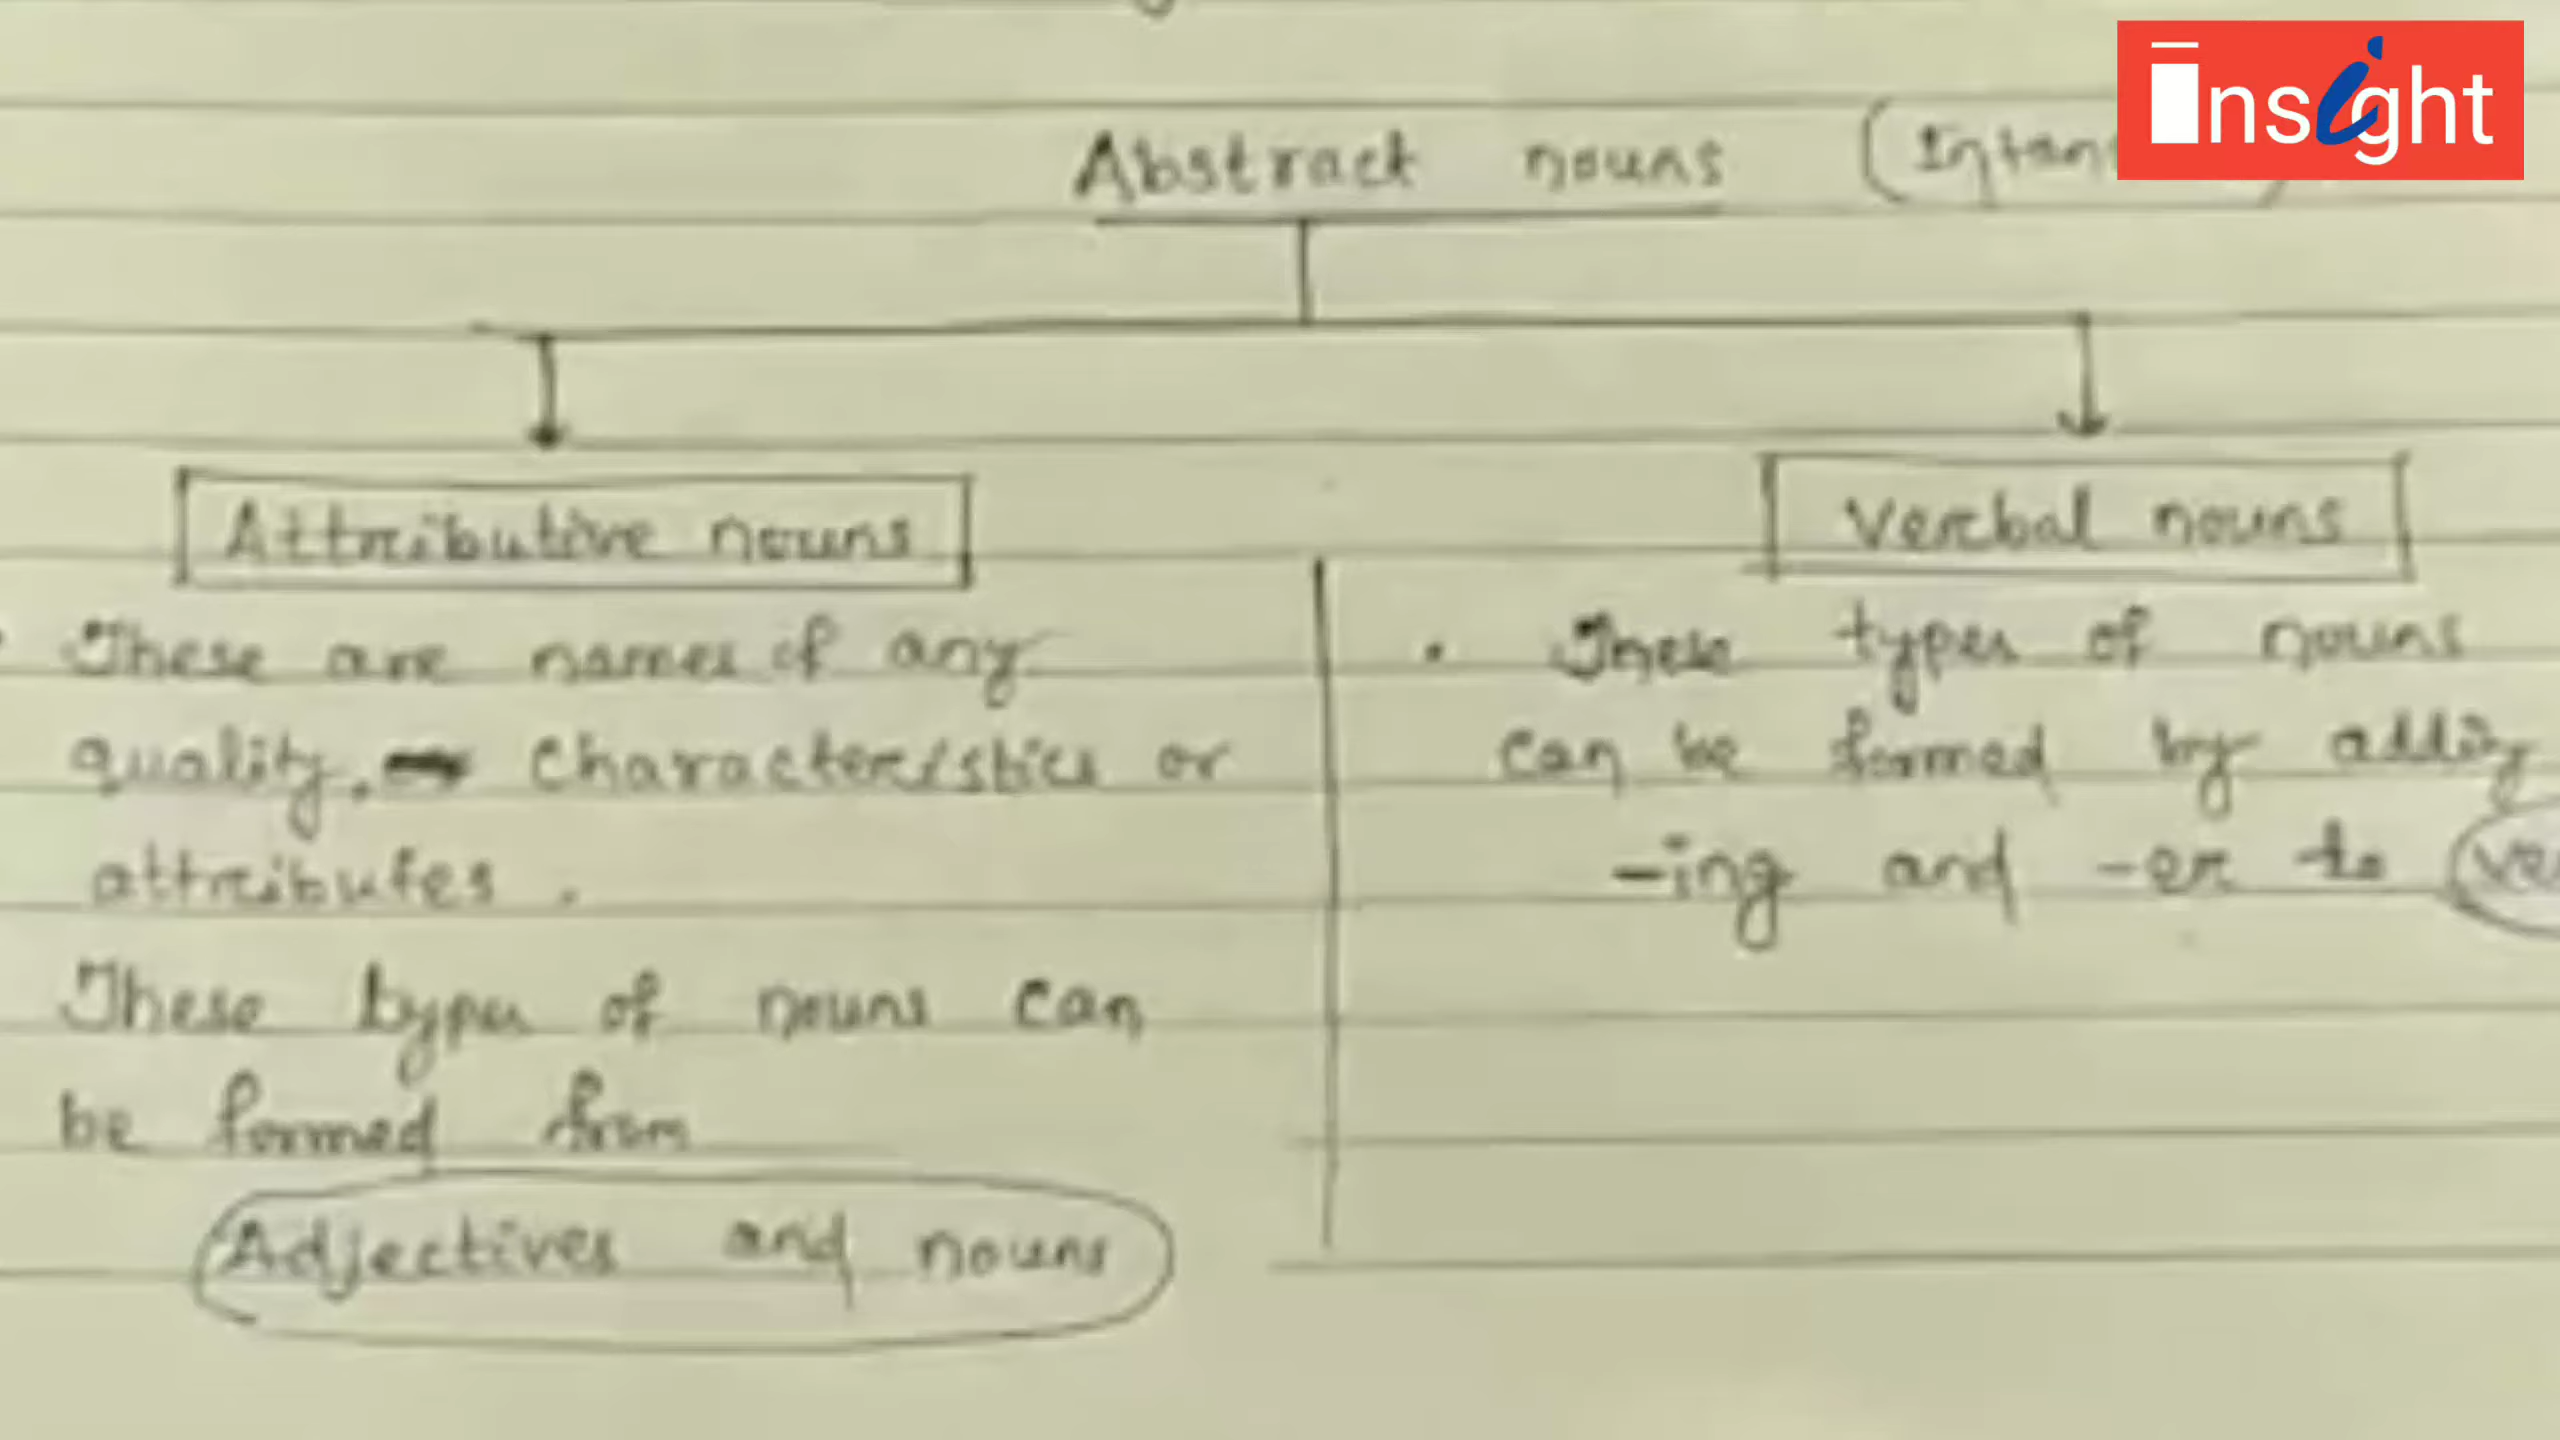 Insight
Abstract nouns
Attributive nouns
Verbal nouns
These are names of any
quality, characteristics or
attributes.
These types of nouns can
be formed from
Adjectives and nouns
• These types of nouns
can be formed by adding
-ing and -er to